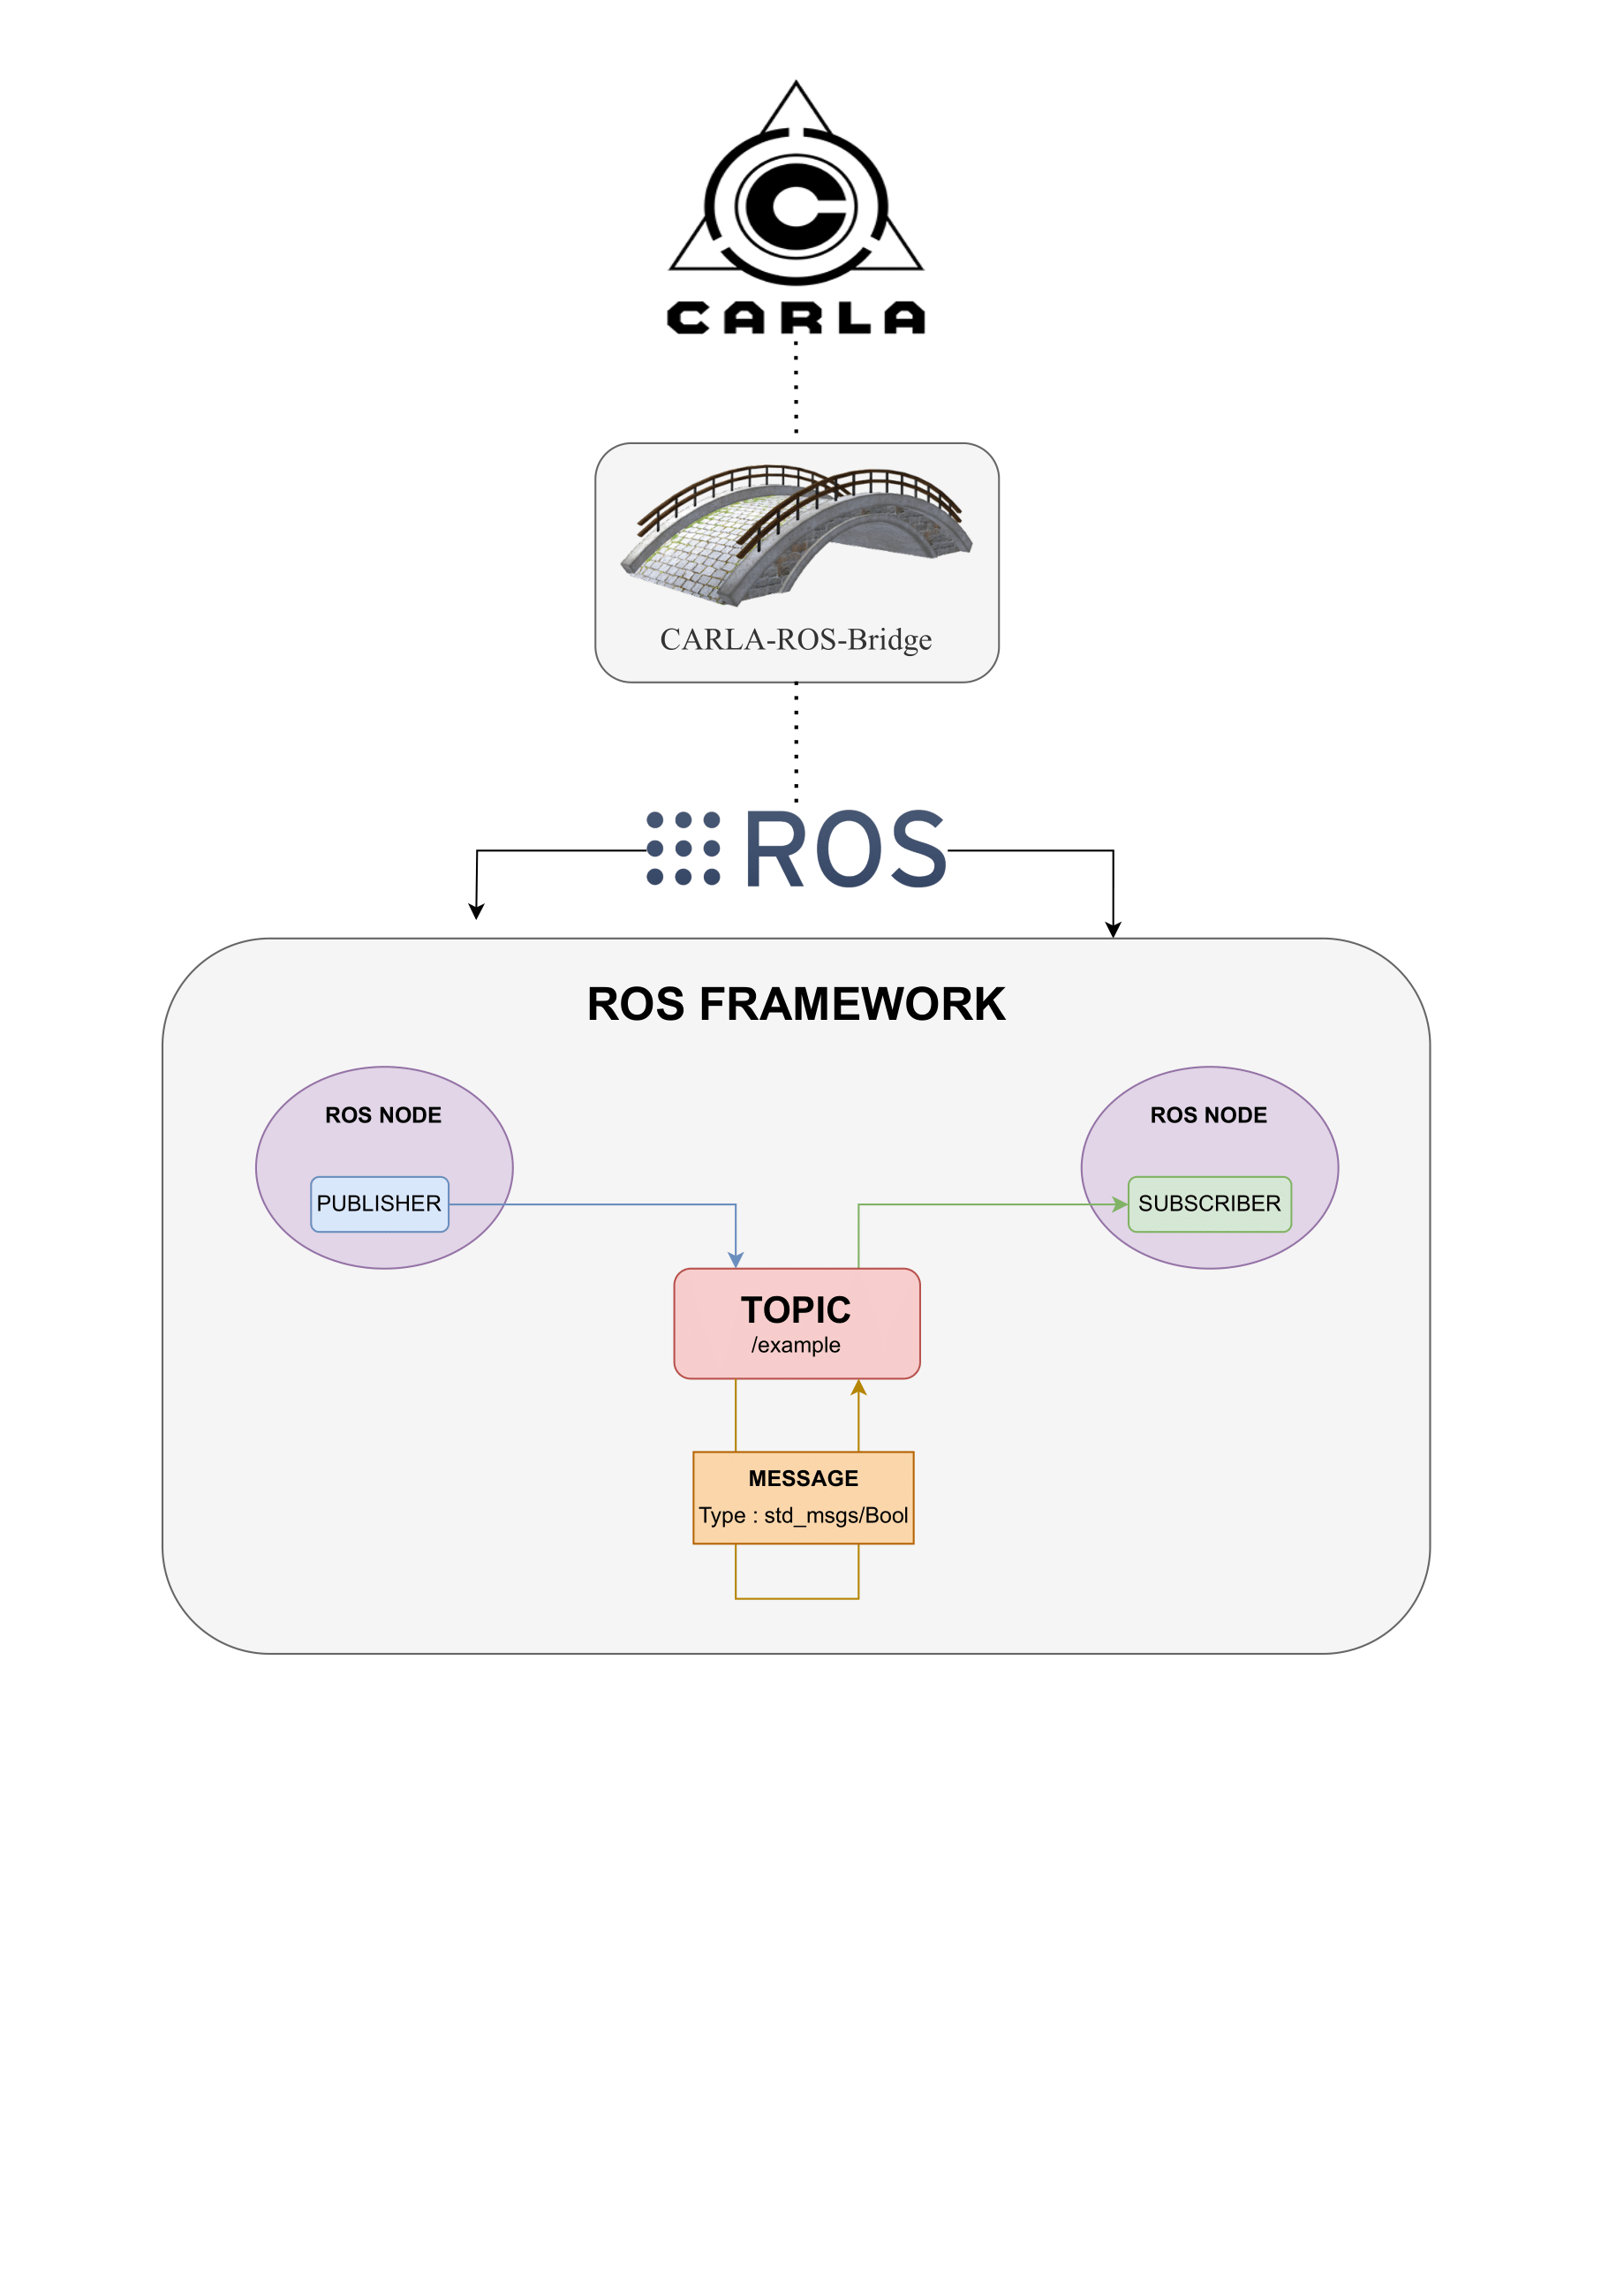 CARLA
CARLA-ROS-Bridge
ROS
ROS FRAMEWORK
ROS NODE
ROS NODE
PUBLISHER
SUBSCRIBER
TOPIC
/example
MESSAGE
Type : std_msgs/Bool